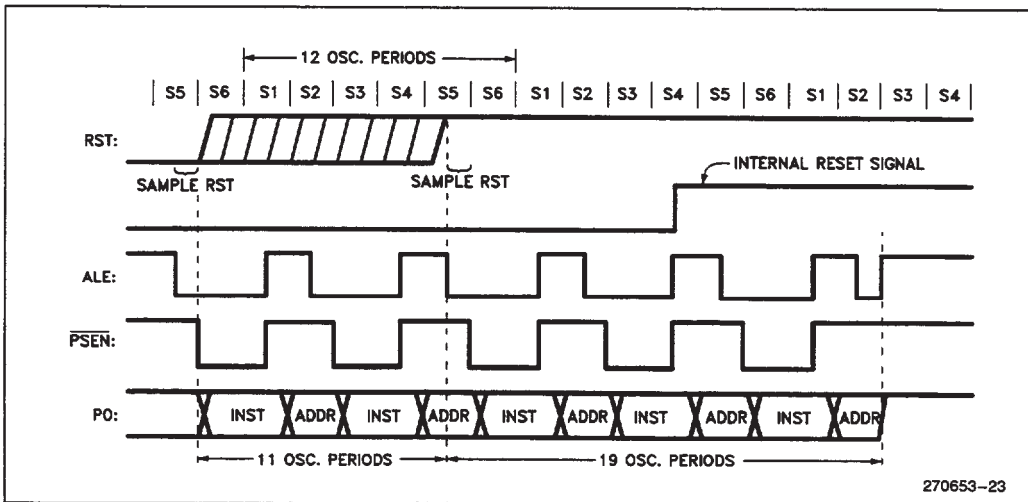 12 OSC. PERIODS
S5 S6 S1 S2 S3 S4 S5 S6 S1 S2 S3 S4 S5 S6 S1 S2 S3 S4
RST:
SAMPLE RST
SAMPLE RST
INTERNAL RESET SIGNAL
ALE:
PSEN:
P0:
INST ADDR INST ADDR INST ADDR INST ADDR INST ADDR
11 OSC. PERIODS
19 OSC. PERIODS
270653-23